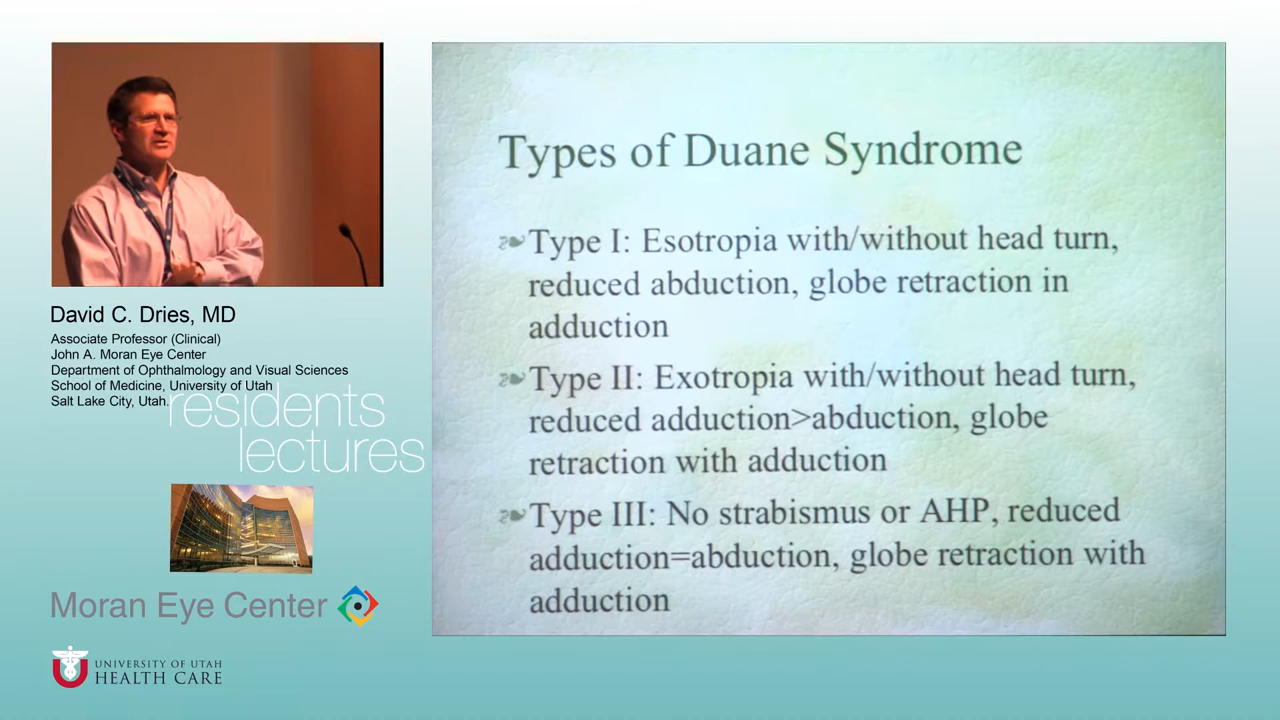 Types of Duane Syndrome
Type I: Esotropia with/without head turn,
reduced abduction, globe retraction in
adduction
Type II: Exotropia with/without head turn,
reduced adduction>abduction, globe
retraction with adduction
Type III: No strabismus or AHP, reduced
adduction=abduction, globe retraction with
adduction
David C. Dries, MD
Associate Professor (Clinical)
John A. Moran Eye Center
Department of Ophthalmology and Visual Sciences
School of Medicine, University of Utah
Salt Lake City, Utah.
residents
lectures
Moran Eye Center
UNIVERSITY OF UTAH
HEALTH CARE